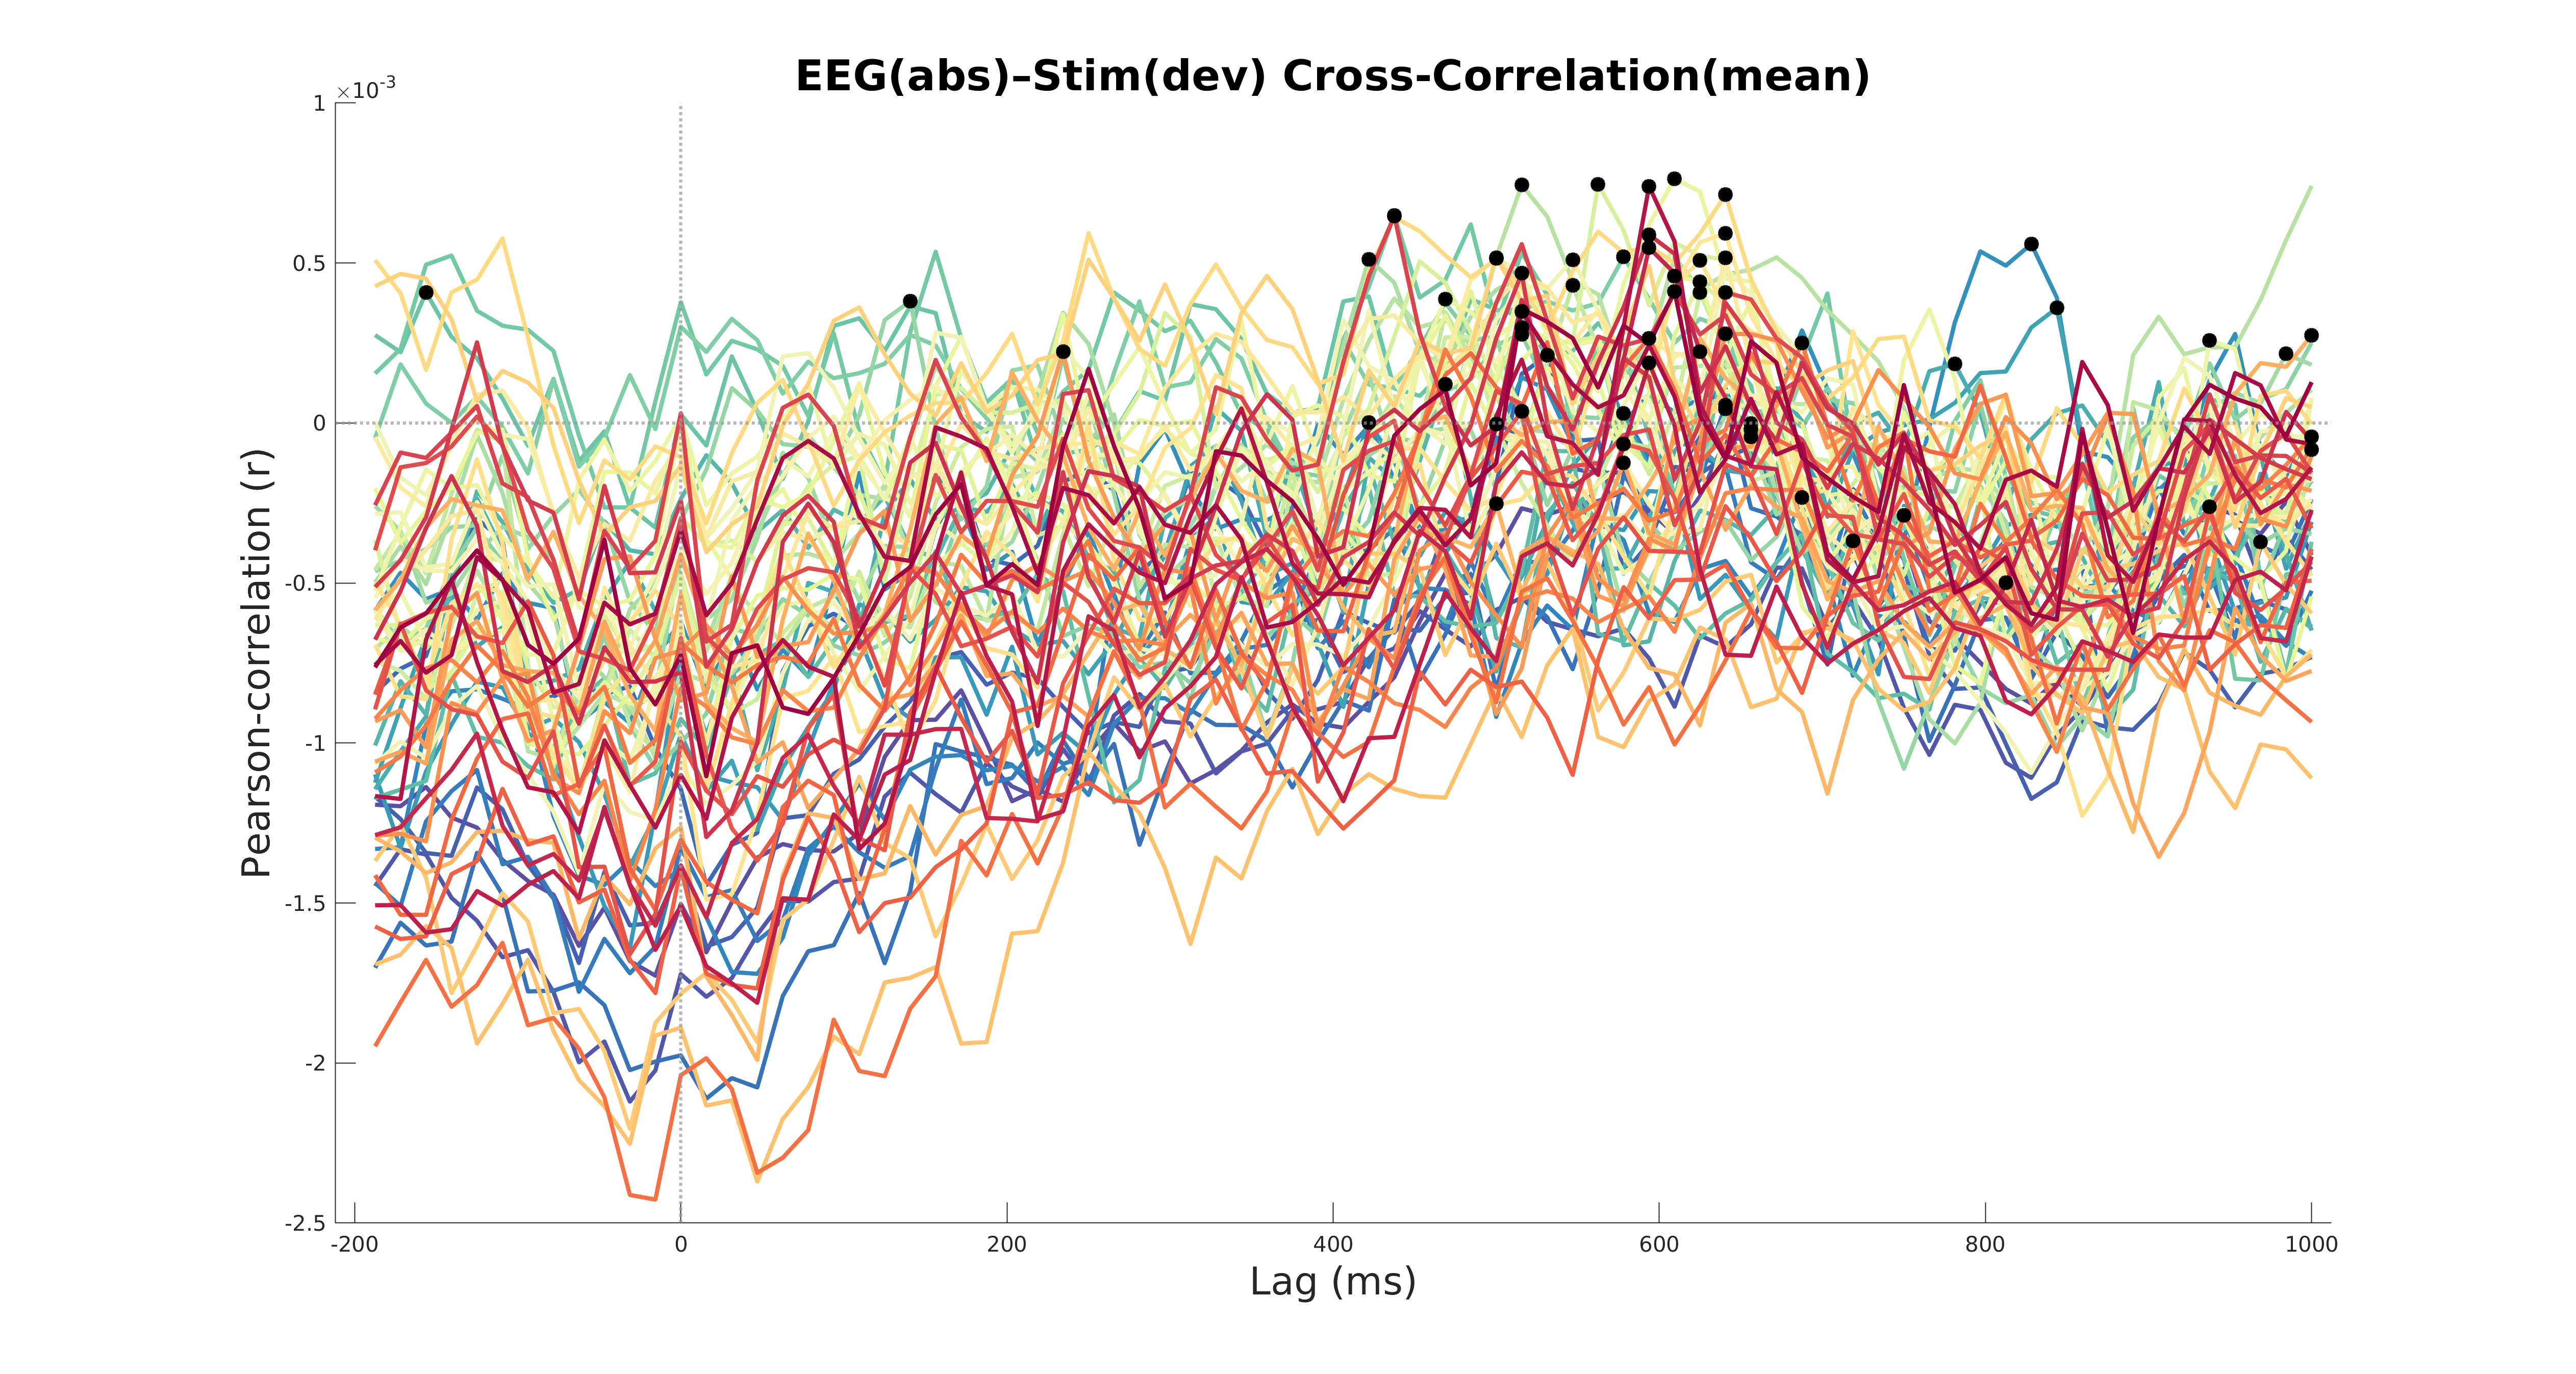 EEG(abs)–Stim(dev) Cross-Correlation(mean)
×10-3
1
0.5
0
-0.5
-1
-1.5
-2
-2.5
Pearson-correlation (r)
-200 0 200 400 600 800 1000
Lag (ms)